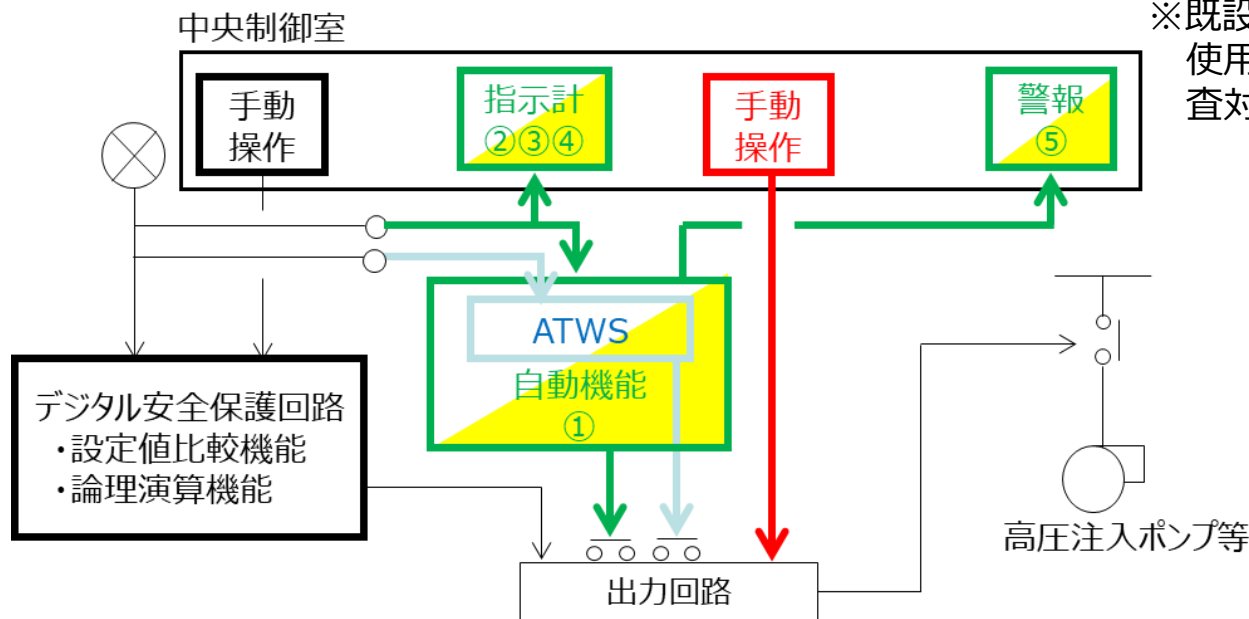 中央制御室
※既設
使用
査対
手動
操作
指示計
②③④
手動
操作
警報
⑤
ATWS
自動機能
①
デジタル安全保護回路
・設定値比較機能
・論理演算機能
高圧注入ポンプ等
出力回路